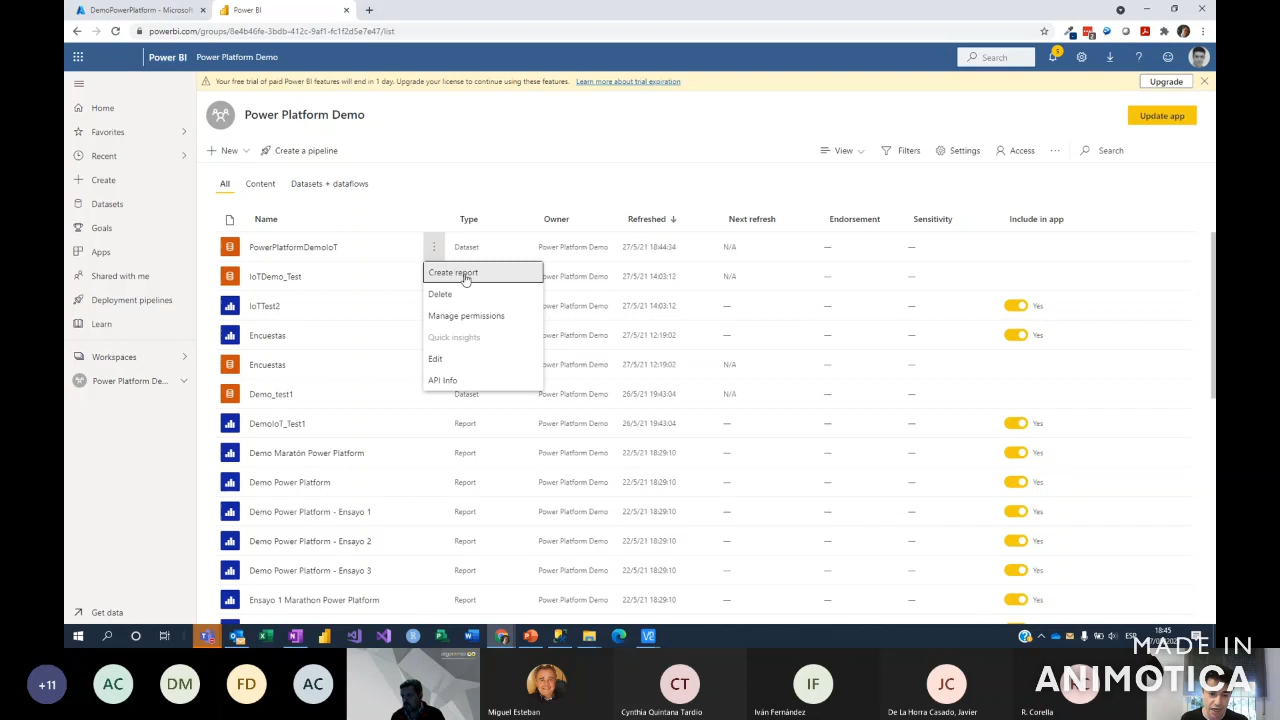 DemoPowerPlatform - Microsoft
Power BI
powerbi.com/groups/8e4b46fe-3bdb-412c-9af1-fc1f2d5e7e47/list
Power BI
Power Platform Demo
Search
5
Your free trial of paid Power BI features will end in 1 day. Upgrade your license to continue using these features.
Learn more about trial expiration
Upgrade
Home
Favorites
Recent
Create
Datasets
Goals
Apps
Shared with me
Deployment pipelines
Learn
Workspaces
Power Platform De...
Get data
Power Platform Demo
Update app
New
Create a pipeline
View
Filters
Settings
Access
Search
All
Content
Datasets + dataflows
Name Type Owner Refreshed Next refresh Endorsement Sensitivity Include in app
PowerPlatformDemoIoT Dataset Power Platform Demo 27/5/21 18:44:34 N/A — —
IoTDemo_Test Power Platform Demo 27/5/21 14:03:12 N/A — —
IoTTest2 Power Platform Demo 27/5/21 14:03:12 — — — Yes
Encuestas Power Platform Demo 27/5/21 12:19:02 — — — Yes
Encuestas Power Platform Demo 27/5/21 12:19:02 N/A — —
Demo_test1 Dataset Power Platform Demo 26/5/21 19:43:04 N/A — —
DemoIoT_Test1 Report Power Platform Demo 26/5/21 19:43:04 — — — Yes
Demo Maratón Power Platform Report Power Platform Demo 22/5/21 18:29:10 — — — Yes
Demo Power Platform Report Power Platform Demo 22/5/21 18:29:10 — — — Yes
Demo Power Platform - Ensayo 1 Report Power Platform Demo 22/5/21 18:29:10 — — — Yes
Demo Power Platform - Ensayo 2 Report Power Platform Demo 22/5/21 18:29:10 — — — Yes
Demo Power Platform - Ensayo 3 Report Power Platform Demo 22/5/21 18:29:10 — — — Yes
Ensayo 1 Marathon Power Platform Report Power Platform Demo 22/5/21 18:29:10 — — — Yes
Create report
Delete
Manage permissions
Quick insights
Edit
API Info
ESP
18:45
MADE IN
ANIMOTICA
+11
AC
DM
FD
AC
Miguel Esteban
CT
Cynthia Quintana Tardio
IF
Iván Fernández
JC
De La Horra Casado, Javier
R. Corella